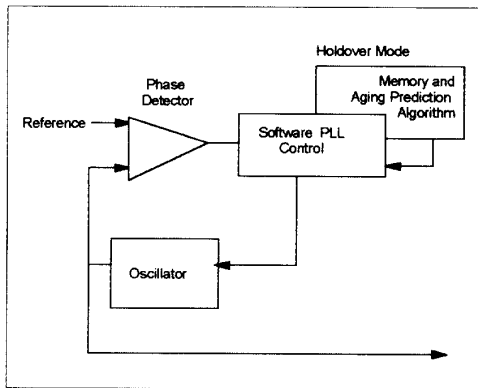 Holdover Mode
Phase
Detector
Memory and
Aging Prediction
Algorithm
Reference
Software PLL
Control
Oscillator